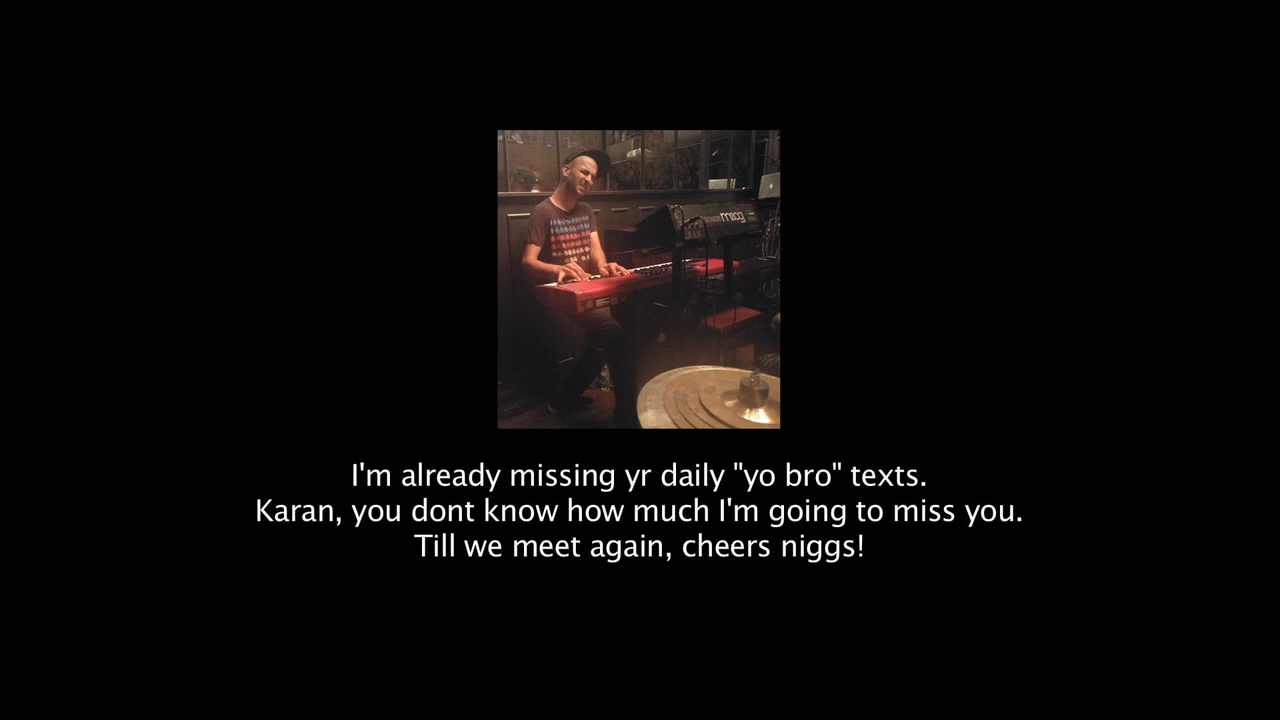 moog
I'm already missing yr daily "yo bro" texts.
Karan, you dont know how much I'm going to miss you.
Till we meet again, cheers niggs!